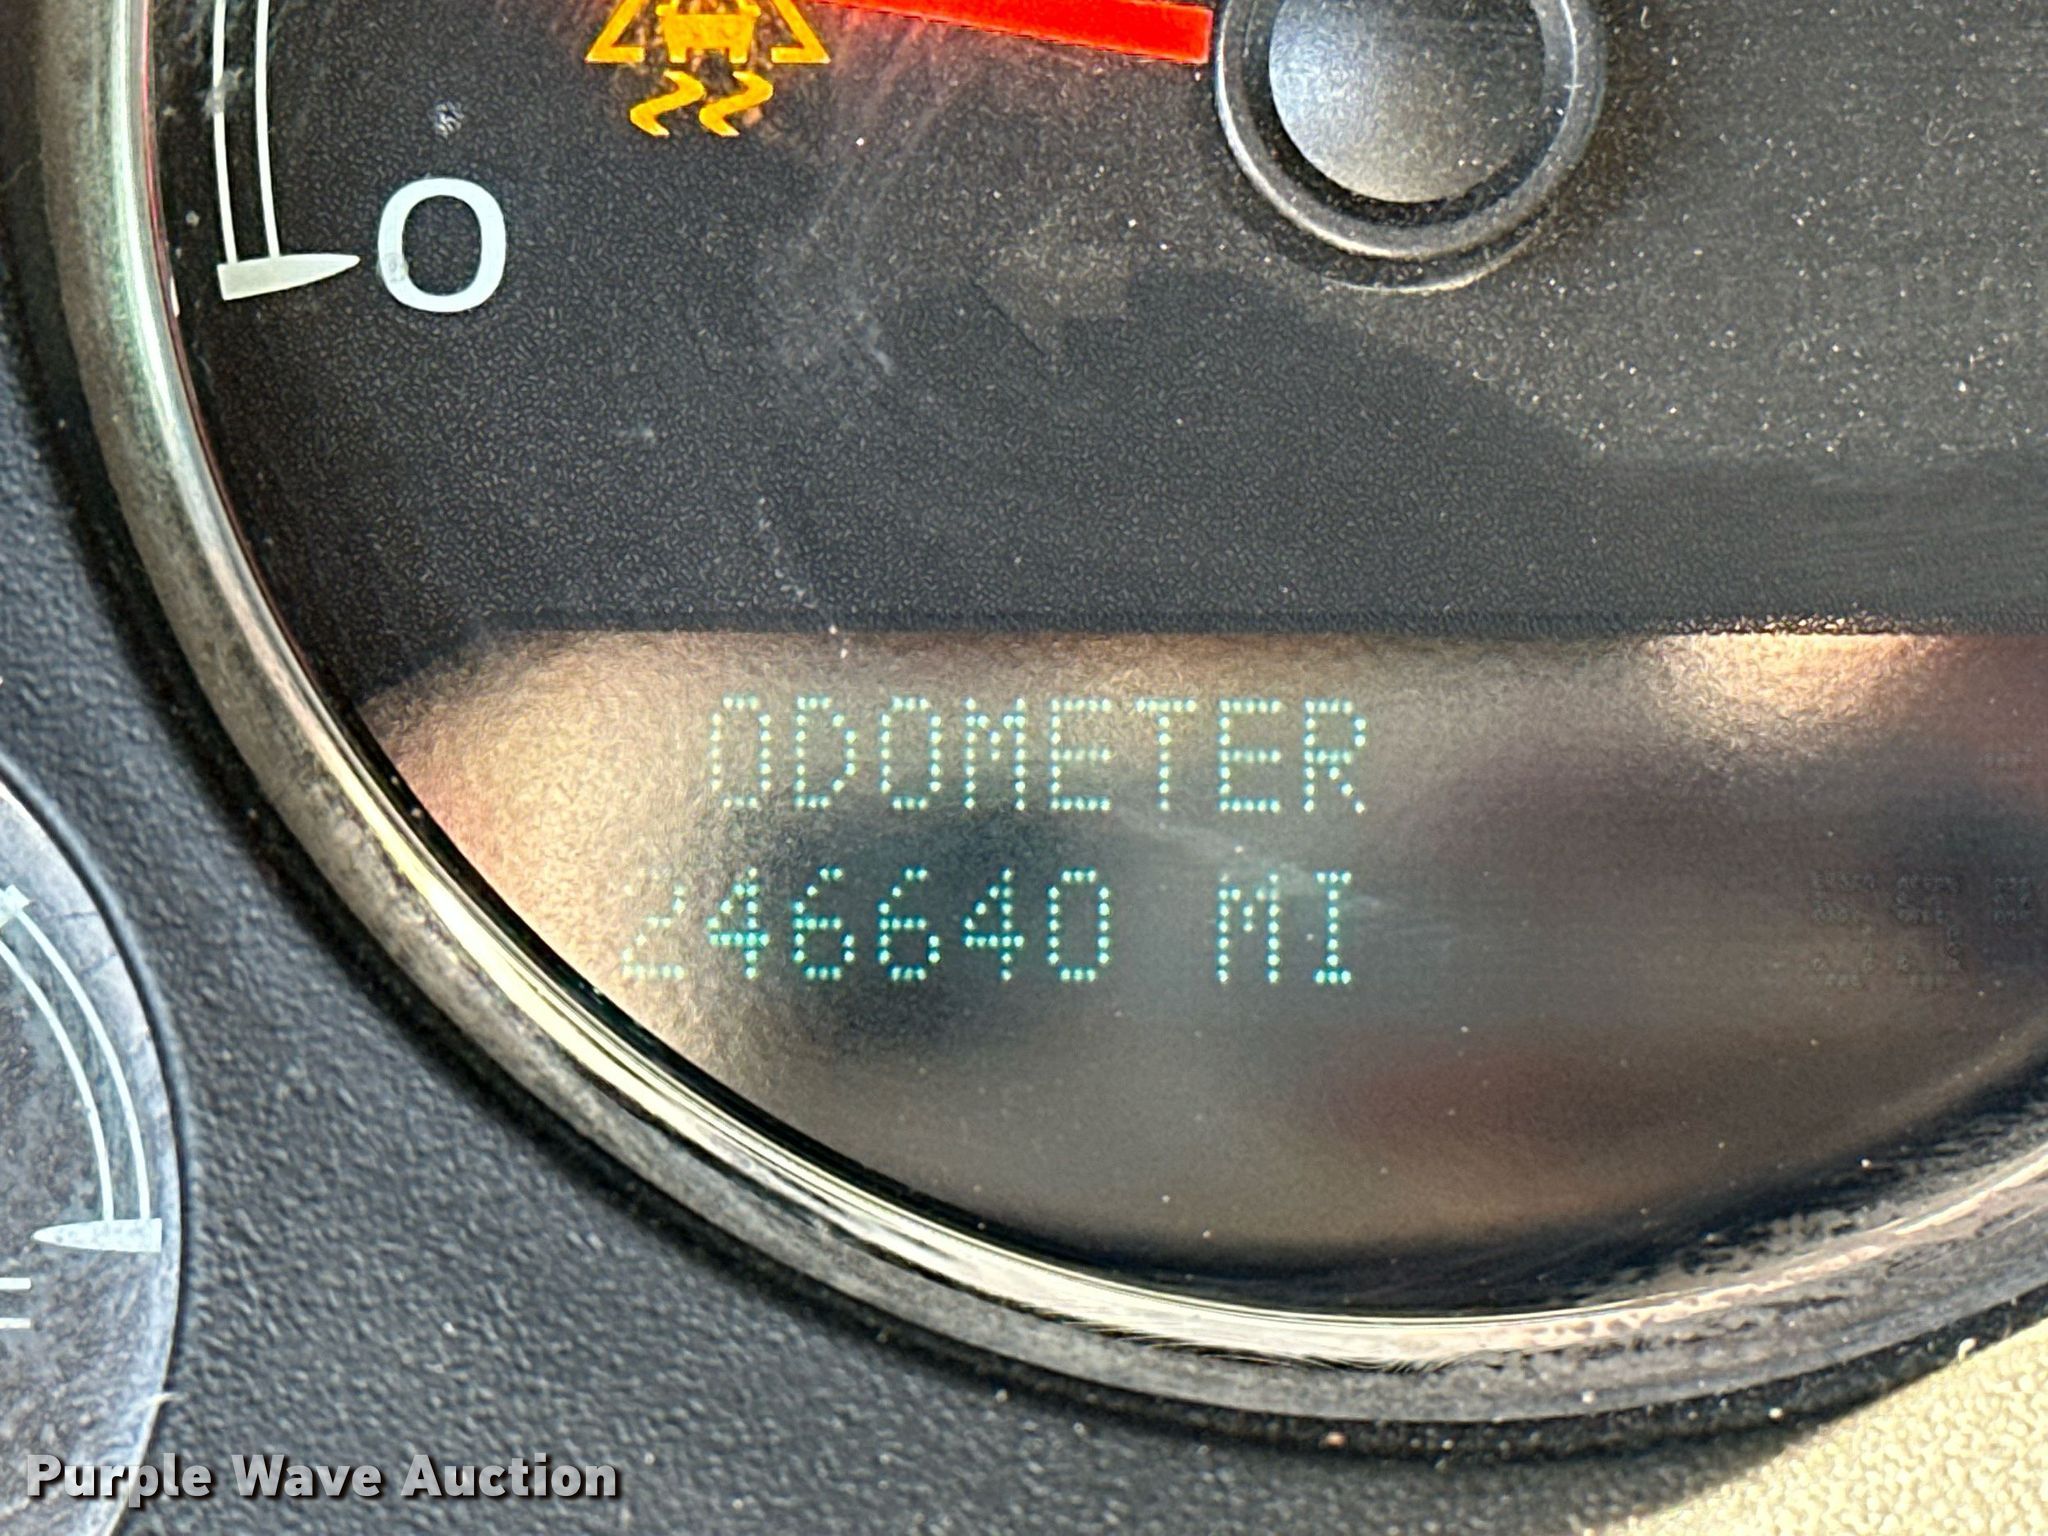 0
ODOMETER
246640 MI
Purple Wave Auction